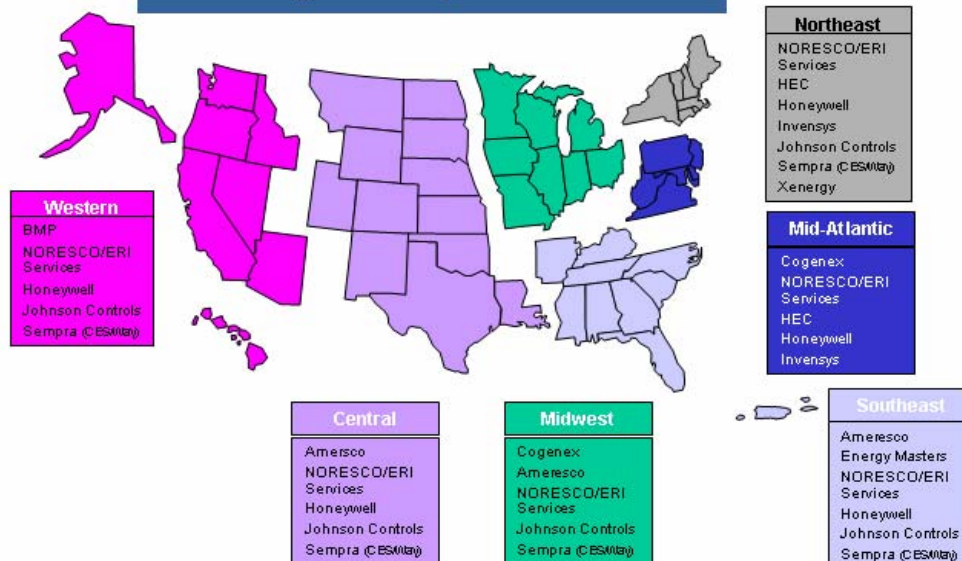 Northeast
NORESCO/ERI
Services
HEC
Honeywell
Invensys
Johnson Controls
Sempra (CES/Way)
Xenergy
Western
BMP
NORESCO/ERI
Services
Honeywell
Johnson Controls
Sempra (CES/Way)
Mid-Atlantic
Cogenex
NORESCO/ERI
Services
HEC
Honeywell
Invensys
Central
Amersco
NORESCO/ERI
Services
Honeywell
Johnson Controls
Sempra (CES/Way)
Midwest
Cogenex
Ameresco
NORESCO/ERI
Services
Johnson Controls
Sempra (CES/Way)
Southeast
Ameresco
Energy Masters
NORESCO/ERI
Services
Honeywell
Johnson Controls
Sempra (CES/Way)